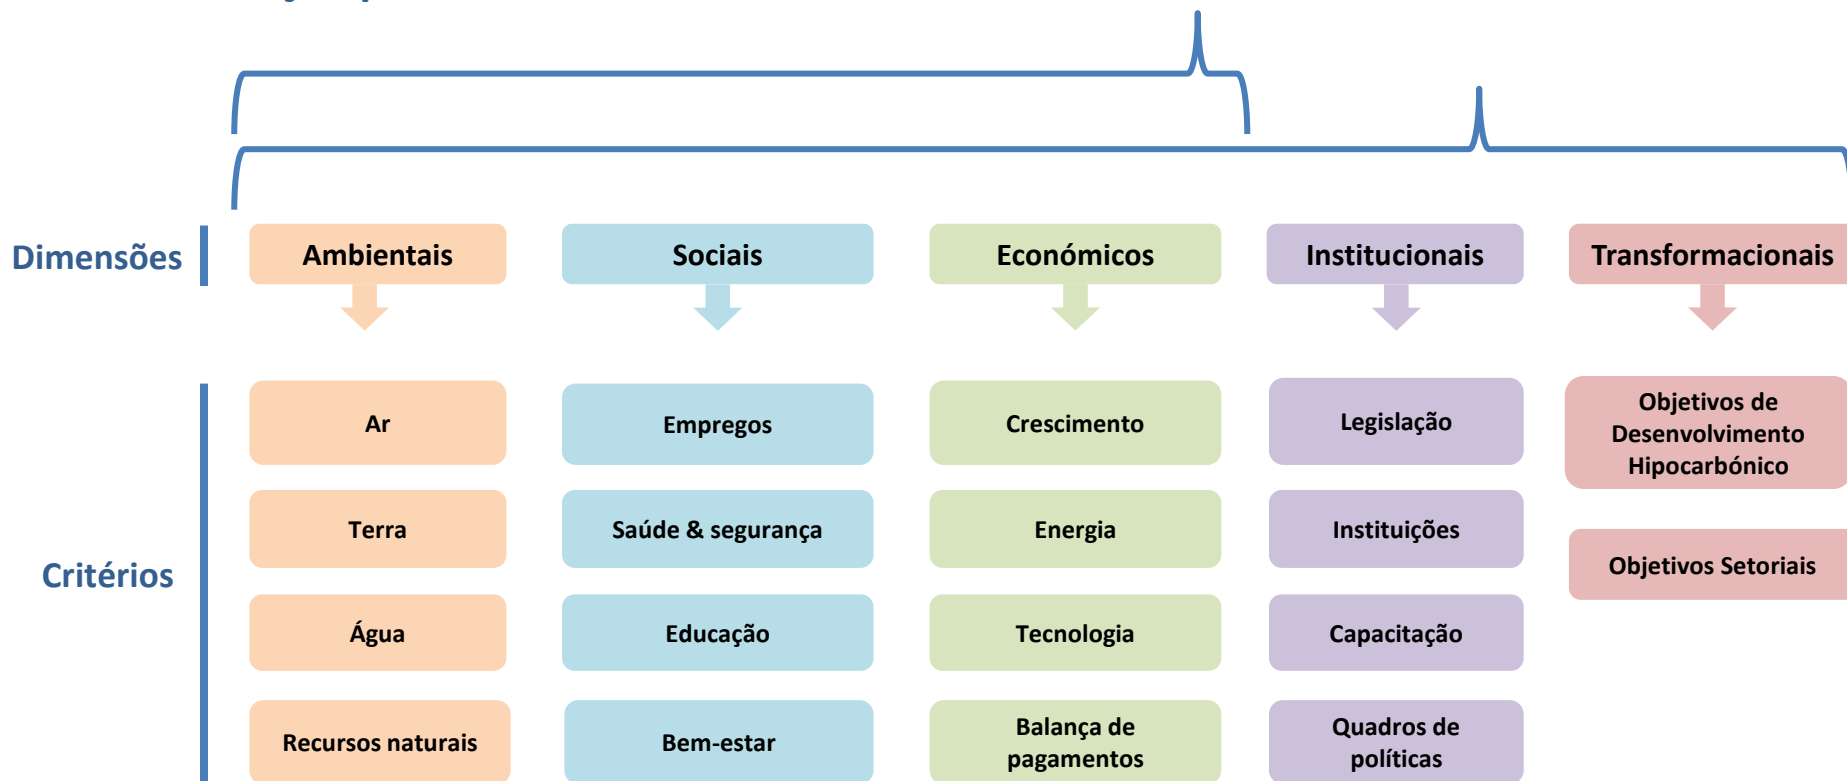 Dimensões
Ambientais
Sociais
Económicos
Institucionais
Transformacionais
Critérios
Ar
Empregos
Crescimento
Legislação
Objetivos de
Desenvolvimento
Hipocarbónico
Terra
Saúde & segurança
Energia
Instituições
Objetivos Setoriais
Água
Educação
Tecnologia
Capacitação
Recursos naturais
Bem-estar
Balança de
pagamentos
Quadros de
políticas